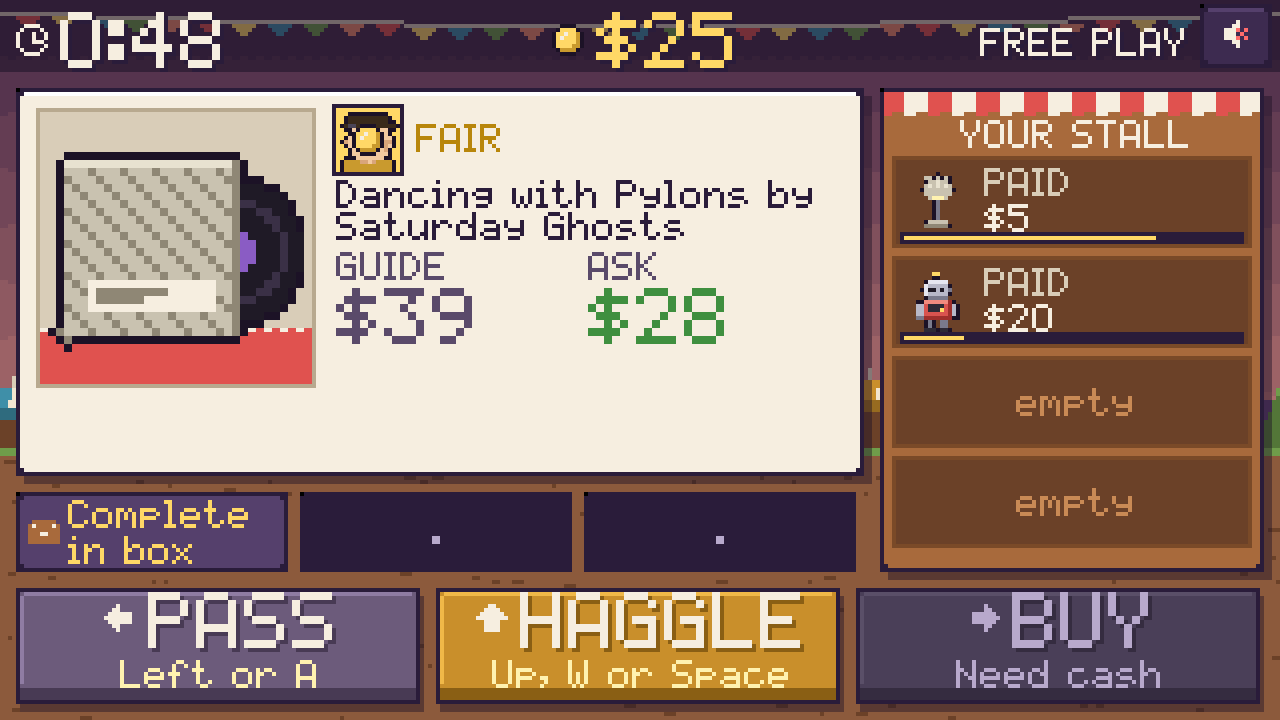 0:48
$25
FREE PLAY
FAIR
Dancing with Pylons by
Saturday Ghosts
GUIDE
ASK
$39
$28
YOUR STALL
PAID
$5
PAID
$20
empty
empty
Complete
in box
PASS
Left or A
HAGGLE
Up, W or Space
BUY
Need cash